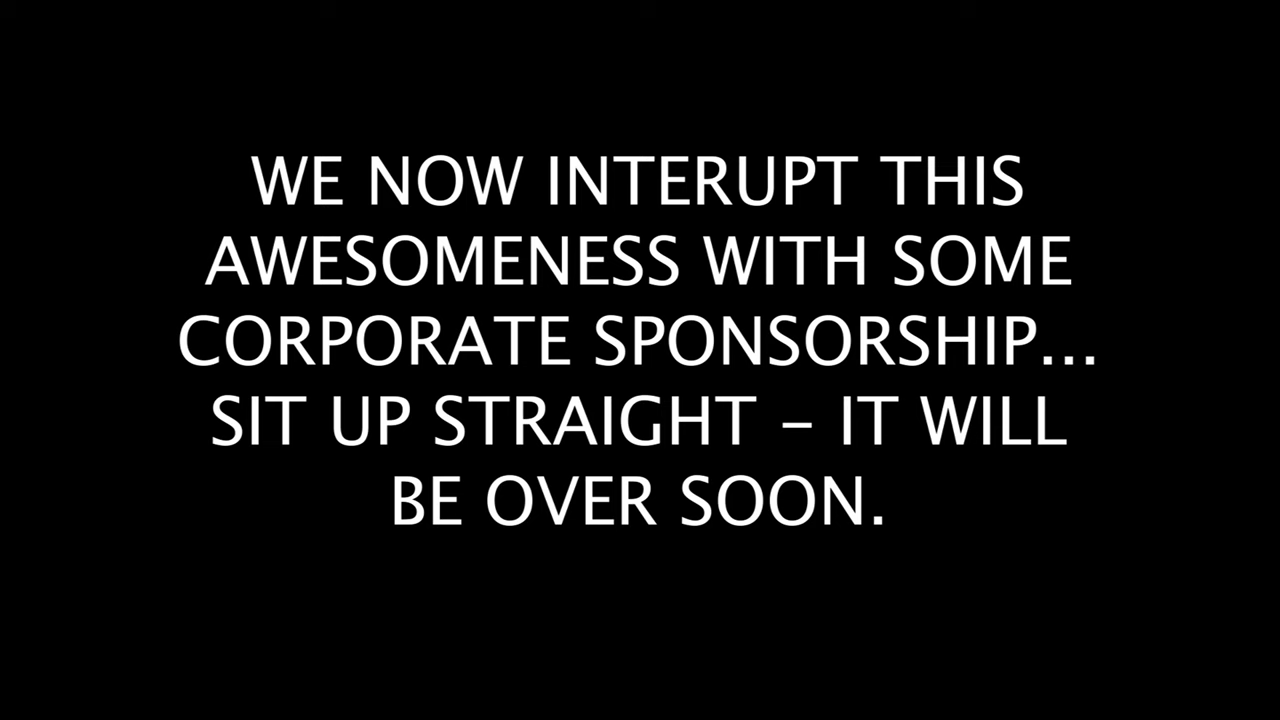 WE NOW INTERUPT THIS
AWESOMENESS WITH SOME
CORPORATE SPONSORSHIP...
SIT UP STRAIGHT – IT WILL
BE OVER SOON.